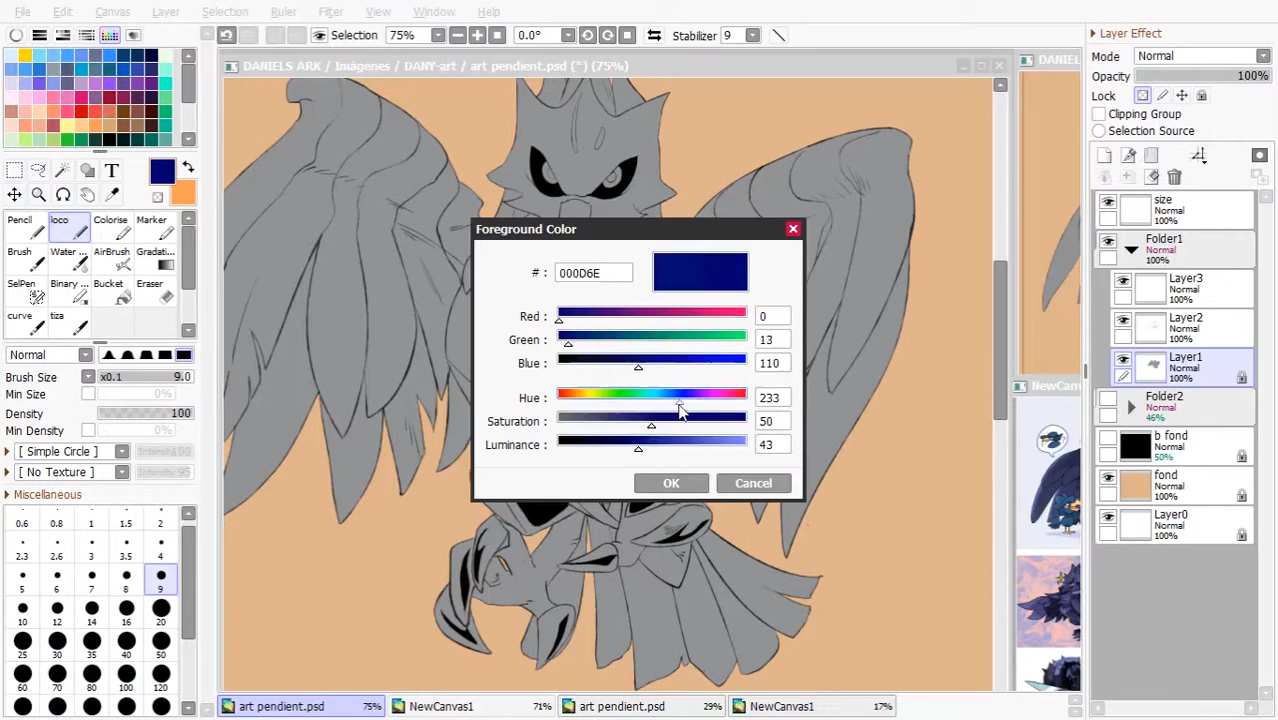 File Edit Canvas Layer Selection Ruler Filter View Window Help
Selection 75% 0.0° Stabilizer 9
DANIELS ARK / Imágenes / DANY-art / art pendient.psd (*) (75%)
DANIEL
Pencil loco Colorise Marker
Brush Water .. AirBrush Gradati..
SelPen Binary .. Bucket Eraser
curve tiza
Normal
Brush Size x0.1 9.0
Min Size 0%
Density 100
Min Density 0%
[ Simple Circle ]
[ No Texture ] Intensity 95
Miscellaneous
0.6 0.8 1 1.5 2
2.3 2.6 3 3.5 4
5 6 7 8 9
10 12 14 16 20
25 30 35 40 50
60 70 80 100 120
Foreground Color
# : 000D6E
Red : 0
Green : 13
Blue : 110
Hue : 233
Saturation : 50
Luminance : 43
OK Cancel
NewCanv
Layer Effect
Mode Normal
Opacity 100%
Lock
Clipping Group
Selection Source
size
Normal
100%
Folder1
Normal
100%
Layer3
Normal
100%
Layer2
Normal
100%
Layer1
Normal
100%
Folder2
Normal
46%
b fond
Normal
50%
fond
Normal
100%
Layer0
Normal
100%
art pendient.psd 75% NewCanvas1 71% art pendient.psd 29% NewCanvas1 17%